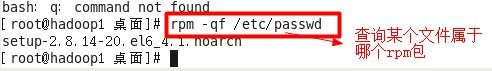 bash: q: command not found
[root@hadoop1 桌面]# rpm -qf /etc/passwd
setup-2.8.14-20.el6_4.1.noarch
[root@hadoop1 桌面]#
查询某个文件属于
哪个rpm包